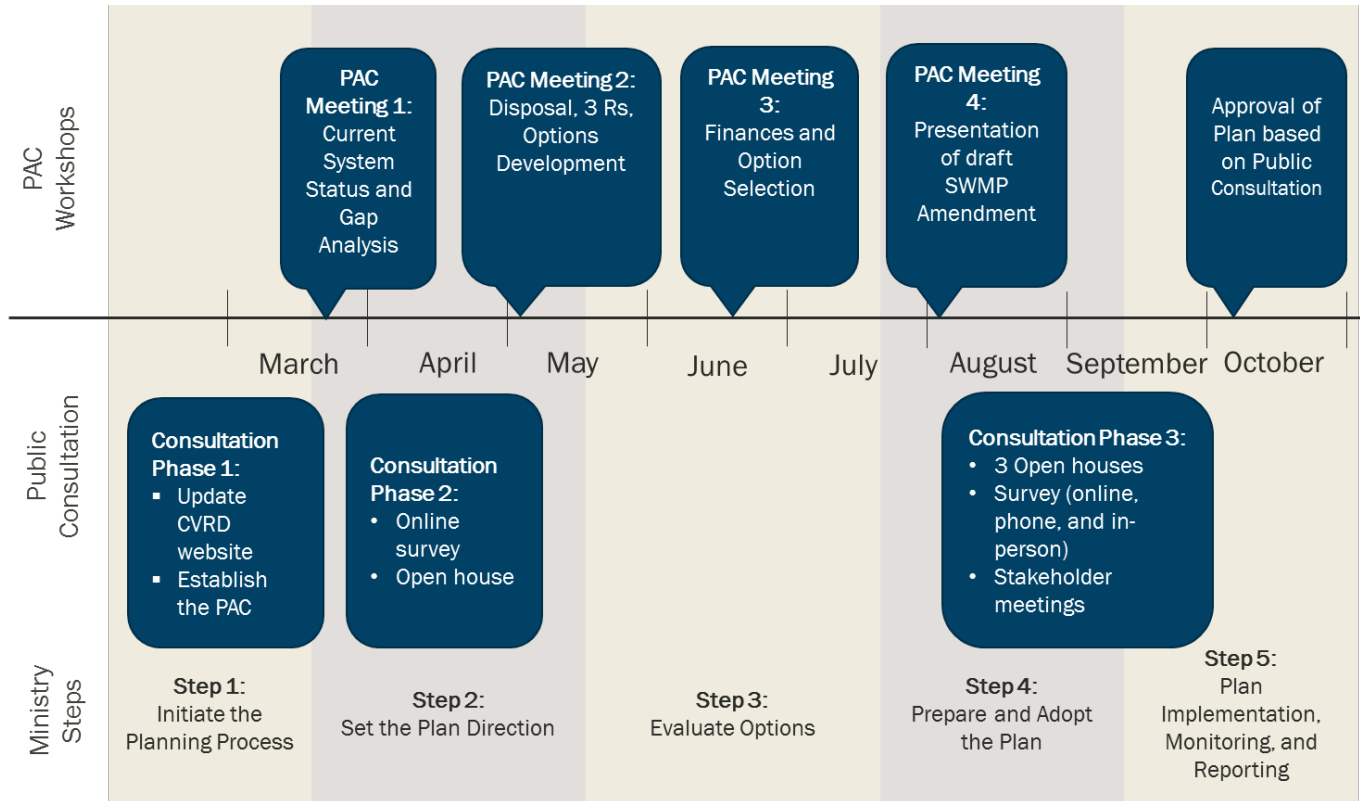 PAC
Workshops
PAC
Meeting 1:
Current
System
Status and
Gap
Analysis
PAC Meeting 2:
Disposal, 3 Rs,
Options
Development
PAC Meeting
3:
Finances and
Option
Selection
PAC Meeting
4:
Presentation
of draft
SWMP
Amendment
Approval of
Plan based
on Public
Consultation
March
April
May
June
July
August
September
October
Public
Consultation
Consultation
Phase 1:
▪ Update
CVRD
website
▪ Establish
the PAC
Consultation
Phase 2:
• Online
survey
• Open house
Consultation Phase 3:
• 3 Open houses
• Survey (online,
phone, and in-
person)
• Stakeholder
meetings
Ministry
Steps
Step 1:
Initiate the
Planning Process
Step 2:
Set the Plan Direction
Step 3:
Evaluate Options
Step 4:
Prepare and Adopt
the Plan
Step 5:
Plan
Implementation,
Monitoring, and
Reporting